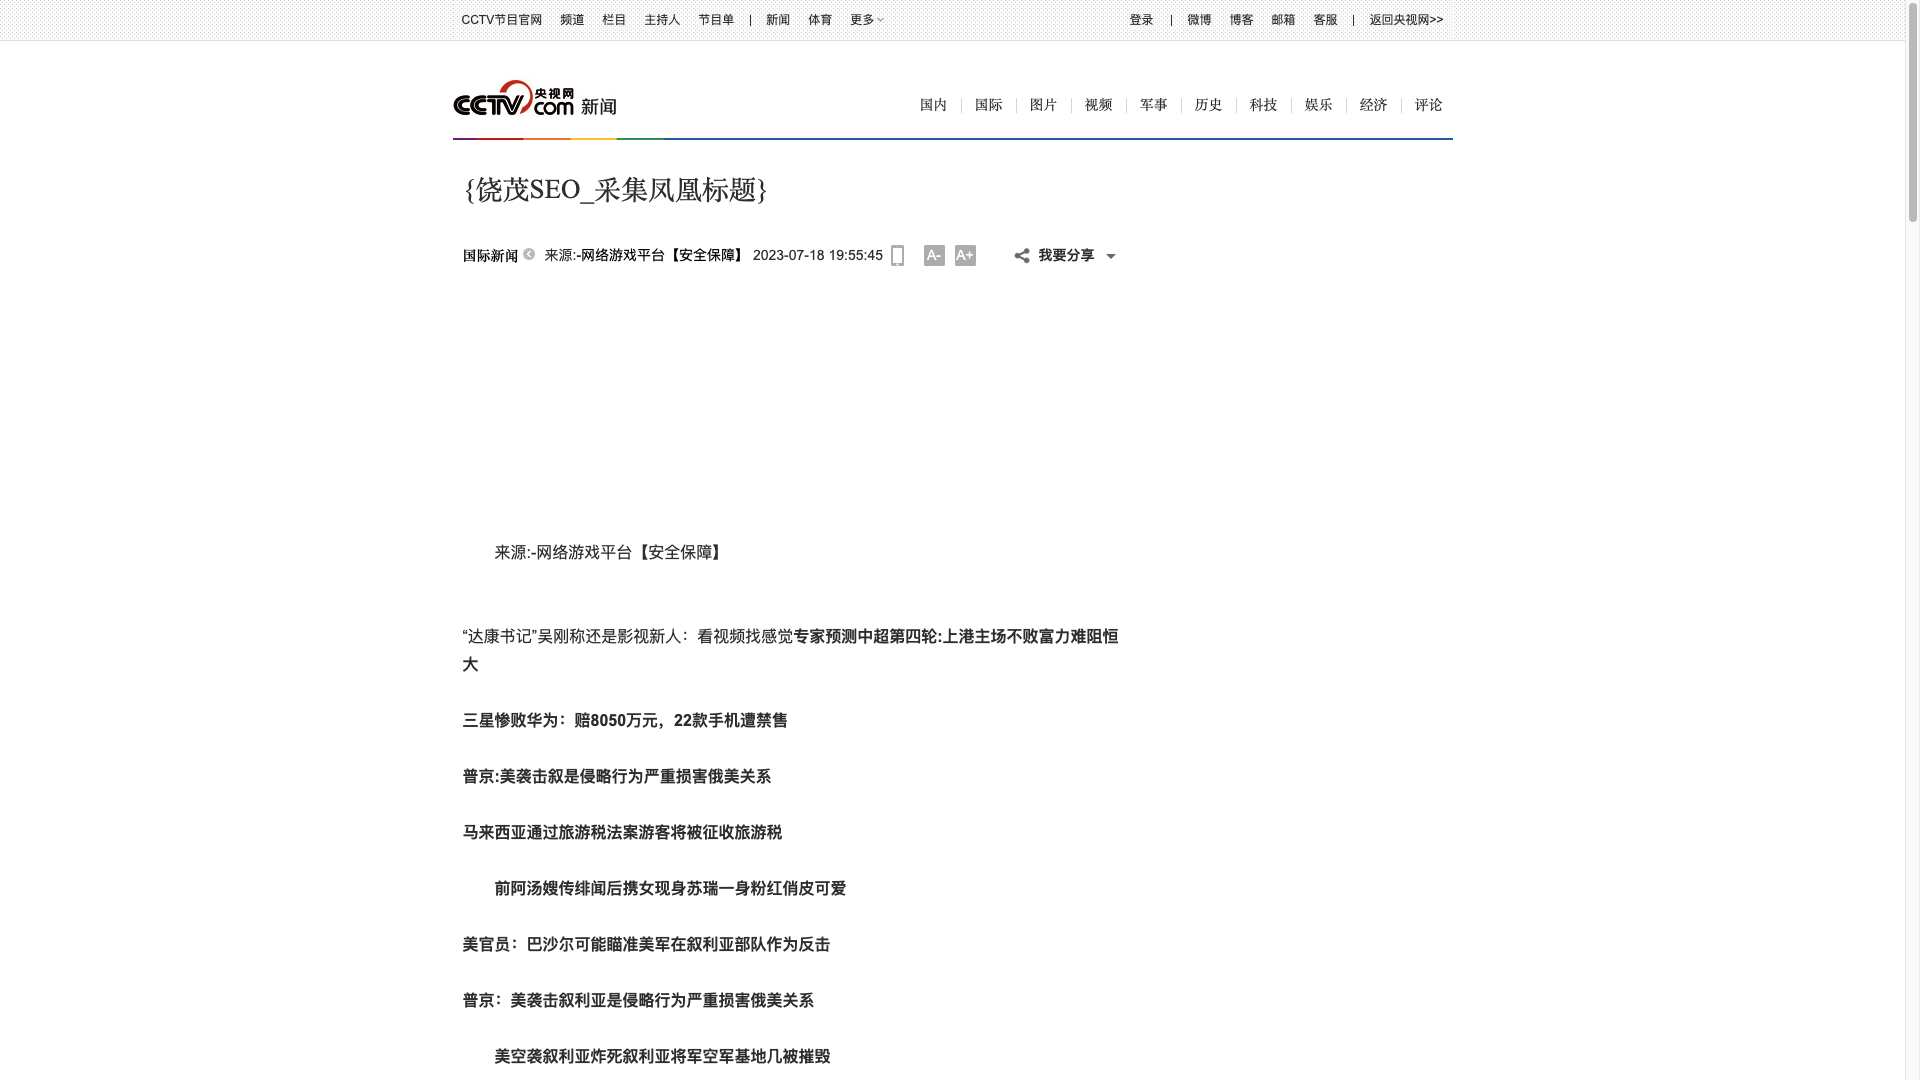 CCTV节目官网 频道 栏目 主持人 节目单 | 新闻 体育 更多 登录 | 微博 博客 邮箱 客服 | 返回央视网>>
CCTV.com 央视网 新闻 国内 国际 图片 视频 军事 历史 科技 娱乐 经济 评论
{饶茂SEO_采集凤凰标题}
国际新闻 来源:-网络游戏平台【安全保障】 2023-07-18 19:55:45 A- A+ 我要分享
来源:-网络游戏平台【安全保障】
“达康书记”吴刚称还是影视新人：看视频找感觉专家预测中超第四轮:上港主场不败富力难阻恒
大
三星惨败华为：赔8050万元，22款手机遭禁售
普京:美袭击叙是侵略行为严重损害俄美关系
马来西亚通过旅游税法案游客将被征收旅游税
前阿汤嫂传绯闻后携女现身苏瑞一身粉红俏皮可爱
美官员：巴沙尔可能瞄准美军在叙利亚部队作为反击
普京：美袭击叙利亚是侵略行为严重损害俄美关系
美空袭叙利亚炸死叙利亚将军空军基地几被摧毁